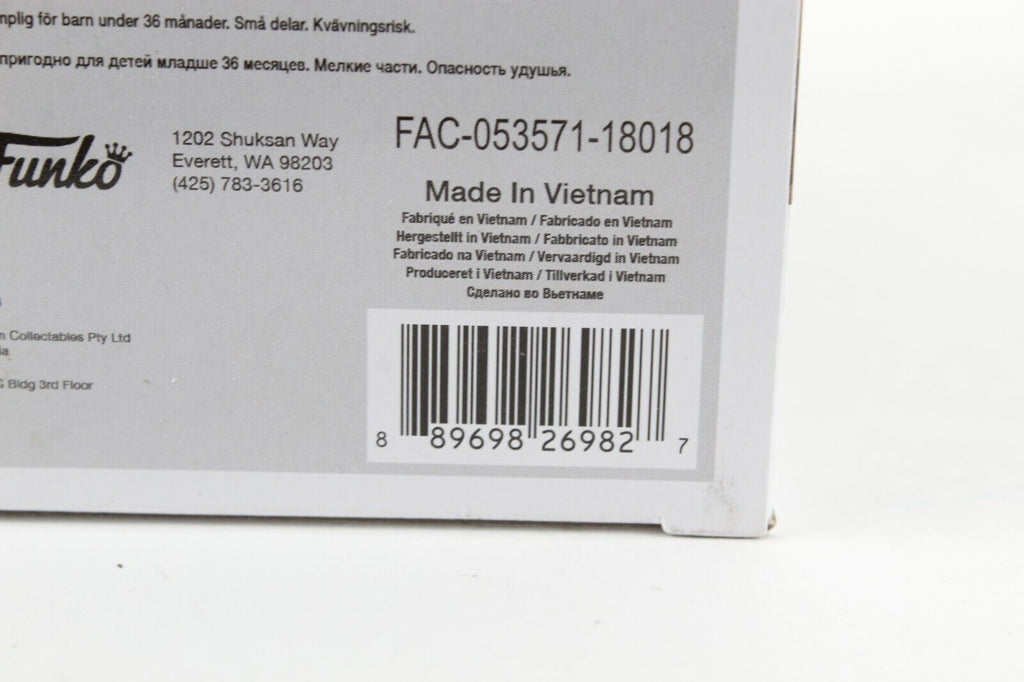 för barn under 36 månader. Små delar. Kvävningsrisk.
пригодно для детей младше 36 месяцев. Мелкие части. Опасность удушья.
Funko
1202 Shuksan Way
Everett, WA 98203
(425) 783-3616
FAC-053571-18018
Made In Vietnam
Fabriqué en Vietnam / Fabricado en Vietnam
Hergestellt in Vietnam / Fabbricato in Vietnam
Fabricado na Vietnam / Vervaardigd in Vietnam
Produceret i Vietnam / Tillverkad i Vietnam
Сделано во Вьетнаме
Collectables Pty Ltd
Bldg 3rd Floor
8 89698 26982 7